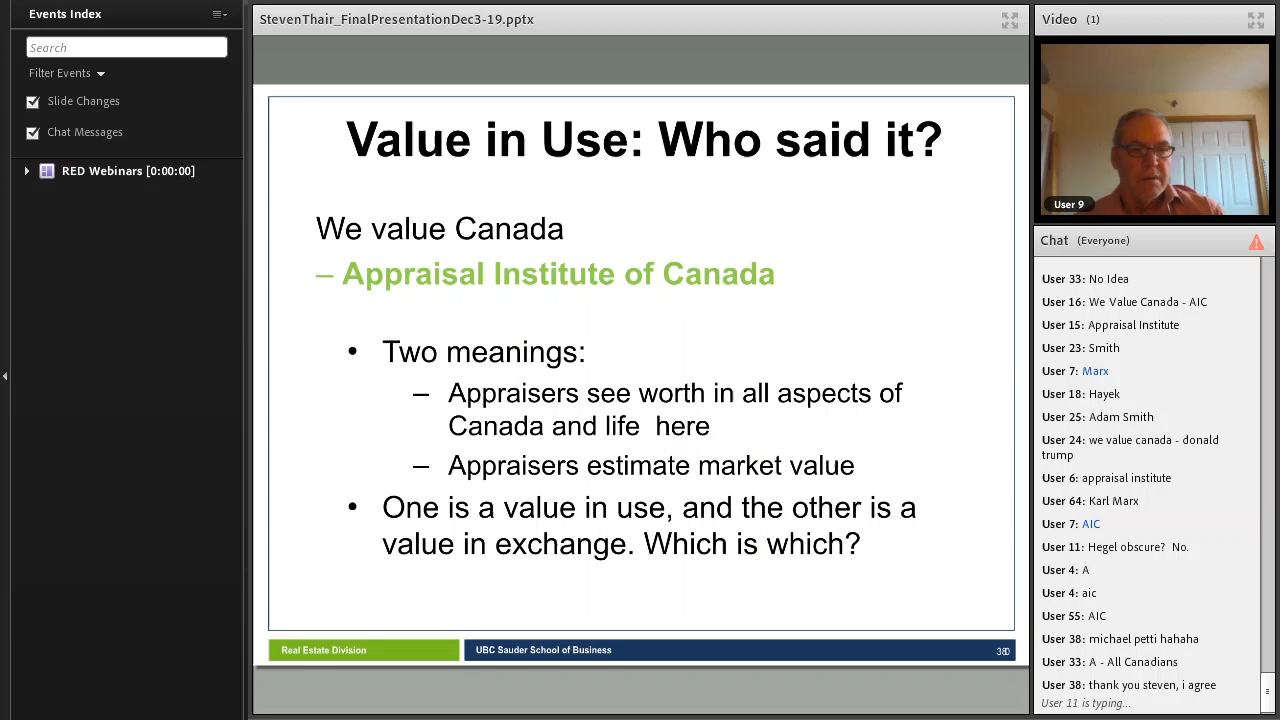 Events Index
Search
Filter Events
Slide Changes
Chat Messages
RED Webinars [0:00:00]
StevenThair_FinalPresentationDec3-19.pptx
Value in Use: Who said it?
We value Canada
– Appraisal Institute of Canada
• Two meanings:
– Appraisers see worth in all aspects of
Canada and life here
– Appraisers estimate market value
• One is a value in use, and the other is a
value in exchange. Which is which?
Real Estate Division
UBC Sauder School of Business
Video (1)
User 9
Chat (Everyone)
User 33: No Idea
User 16: We Value Canada - AIC
User 15: Appraisal Institute
User 23: Smith
User 7: Marx
User 18: Hayek
User 25: Adam Smith
User 24: we value canada - donald
trump
User 6: appraisal institute
User 64: Karl Marx
User 7: AIC
User 11: Hegel obscure? No.
User 4: A
User 4: aic
User 55: AIC
User 38: michael petti hahaha
User 33: A - All Canadians
User 38: thank you steven, i agree
User 11 is typing...